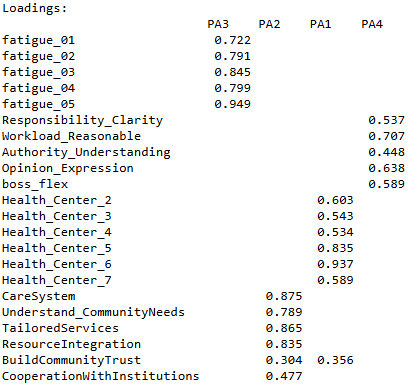 Loadings:
PA3 PA2 PA1 PA4
fatigue_01 0.722
fatigue_02 0.791
fatigue_03 0.845
fatigue_04 0.799
fatigue_05 0.949
Responsibility_Clarity 0.537
Workload_Reasonable 0.707
Authority_Understanding 0.448
Opinion_Expression 0.638
boss_flex 0.589
Health_Center_2 0.603
Health_Center_3 0.543
Health_Center_4 0.534
Health_Center_5 0.835
Health_Center_6 0.937
Health_Center_7 0.589
CareSystem 0.875
Understand_CommunityNeeds 0.789
TailoredServices 0.865
ResourceIntegration 0.835
BuildCommunityTrust 0.304 0.356
CooperationWithInstitutions 0.477